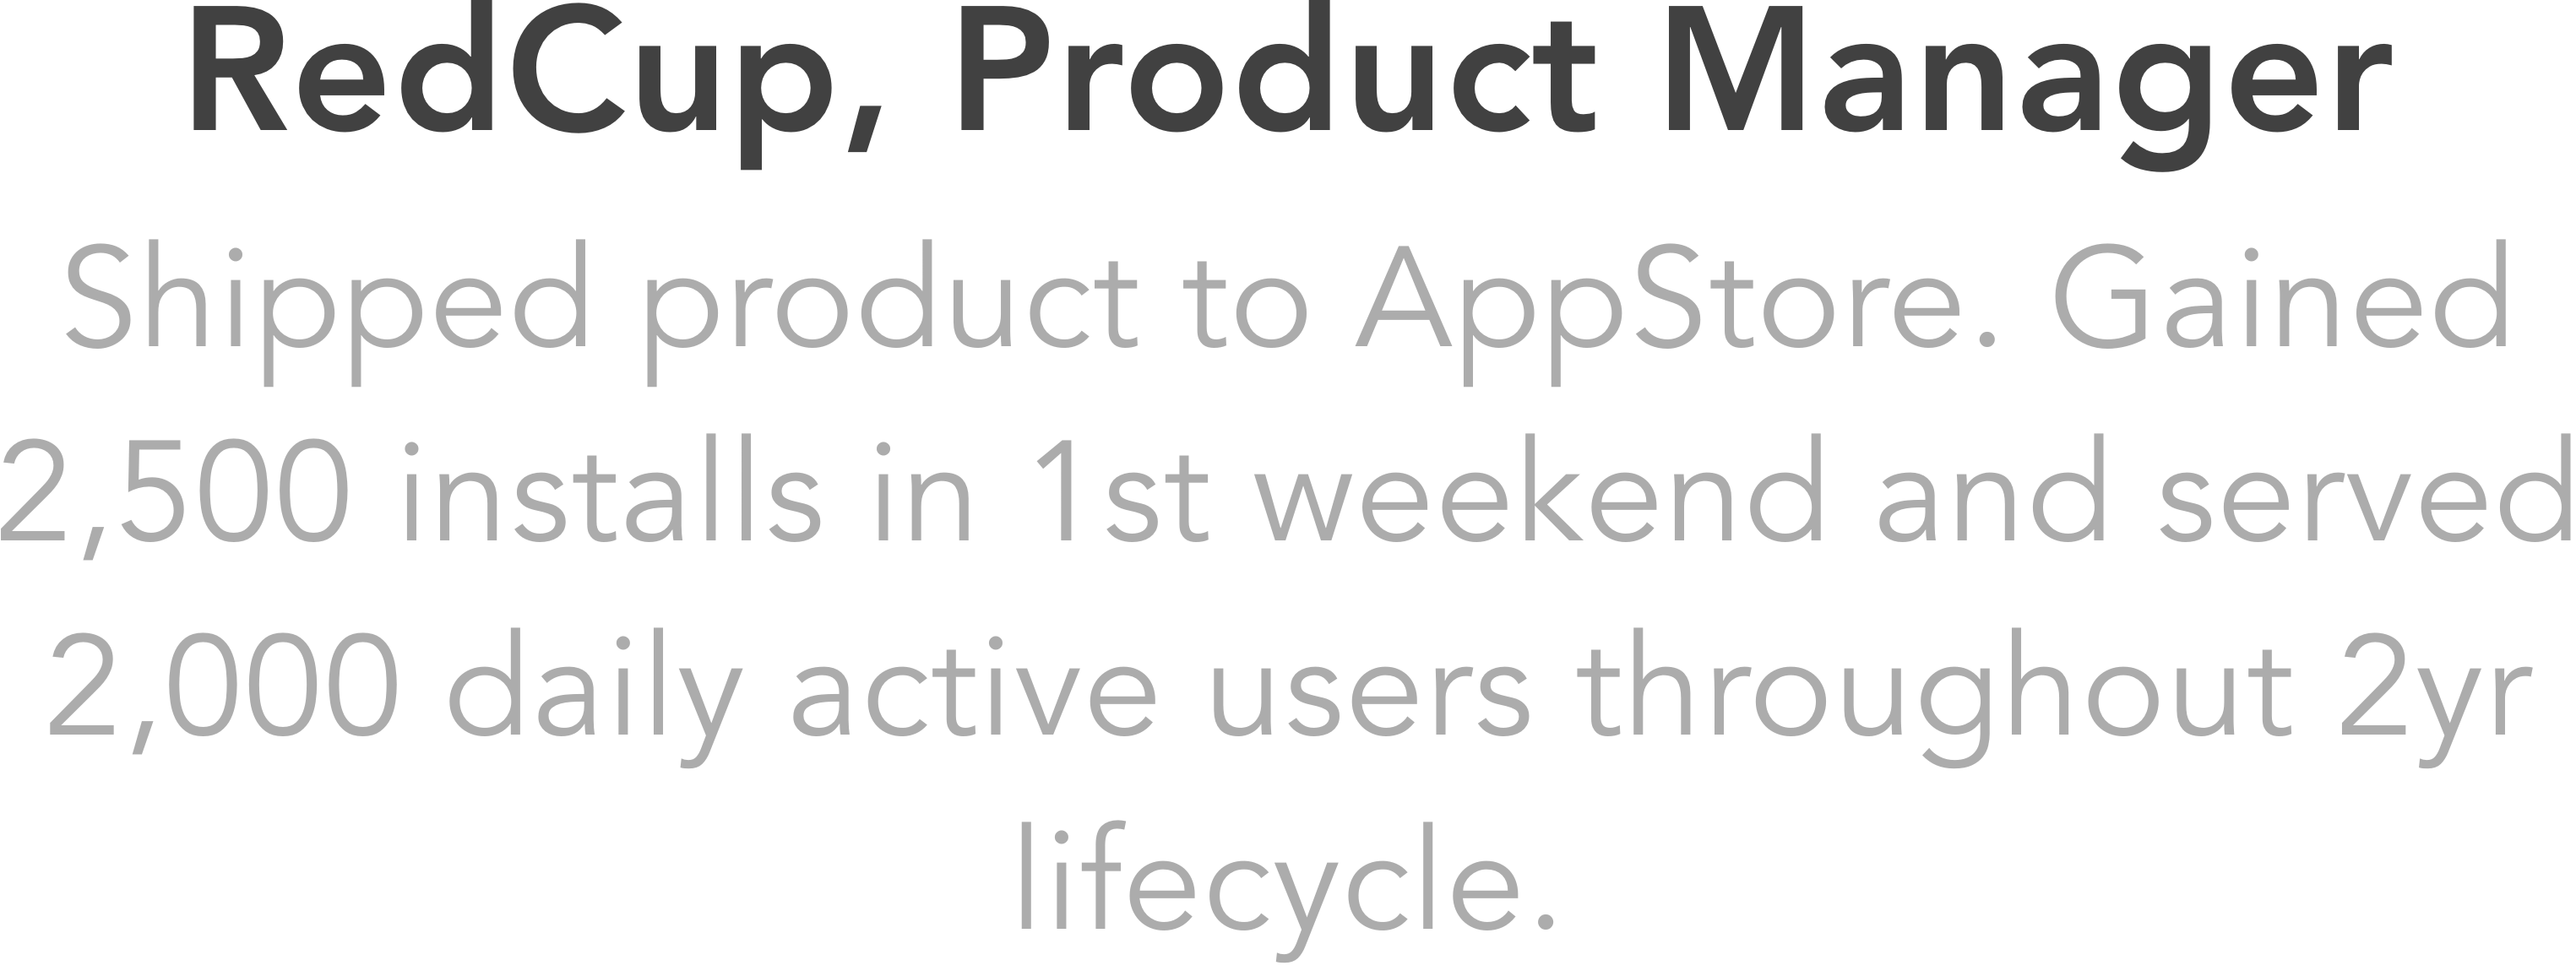 RedCup, Product Manager
Shipped product to AppStore. Gained
2,500 installs in 1st weekend and served
2,000 daily active users throughout 2yr
lifecycle.